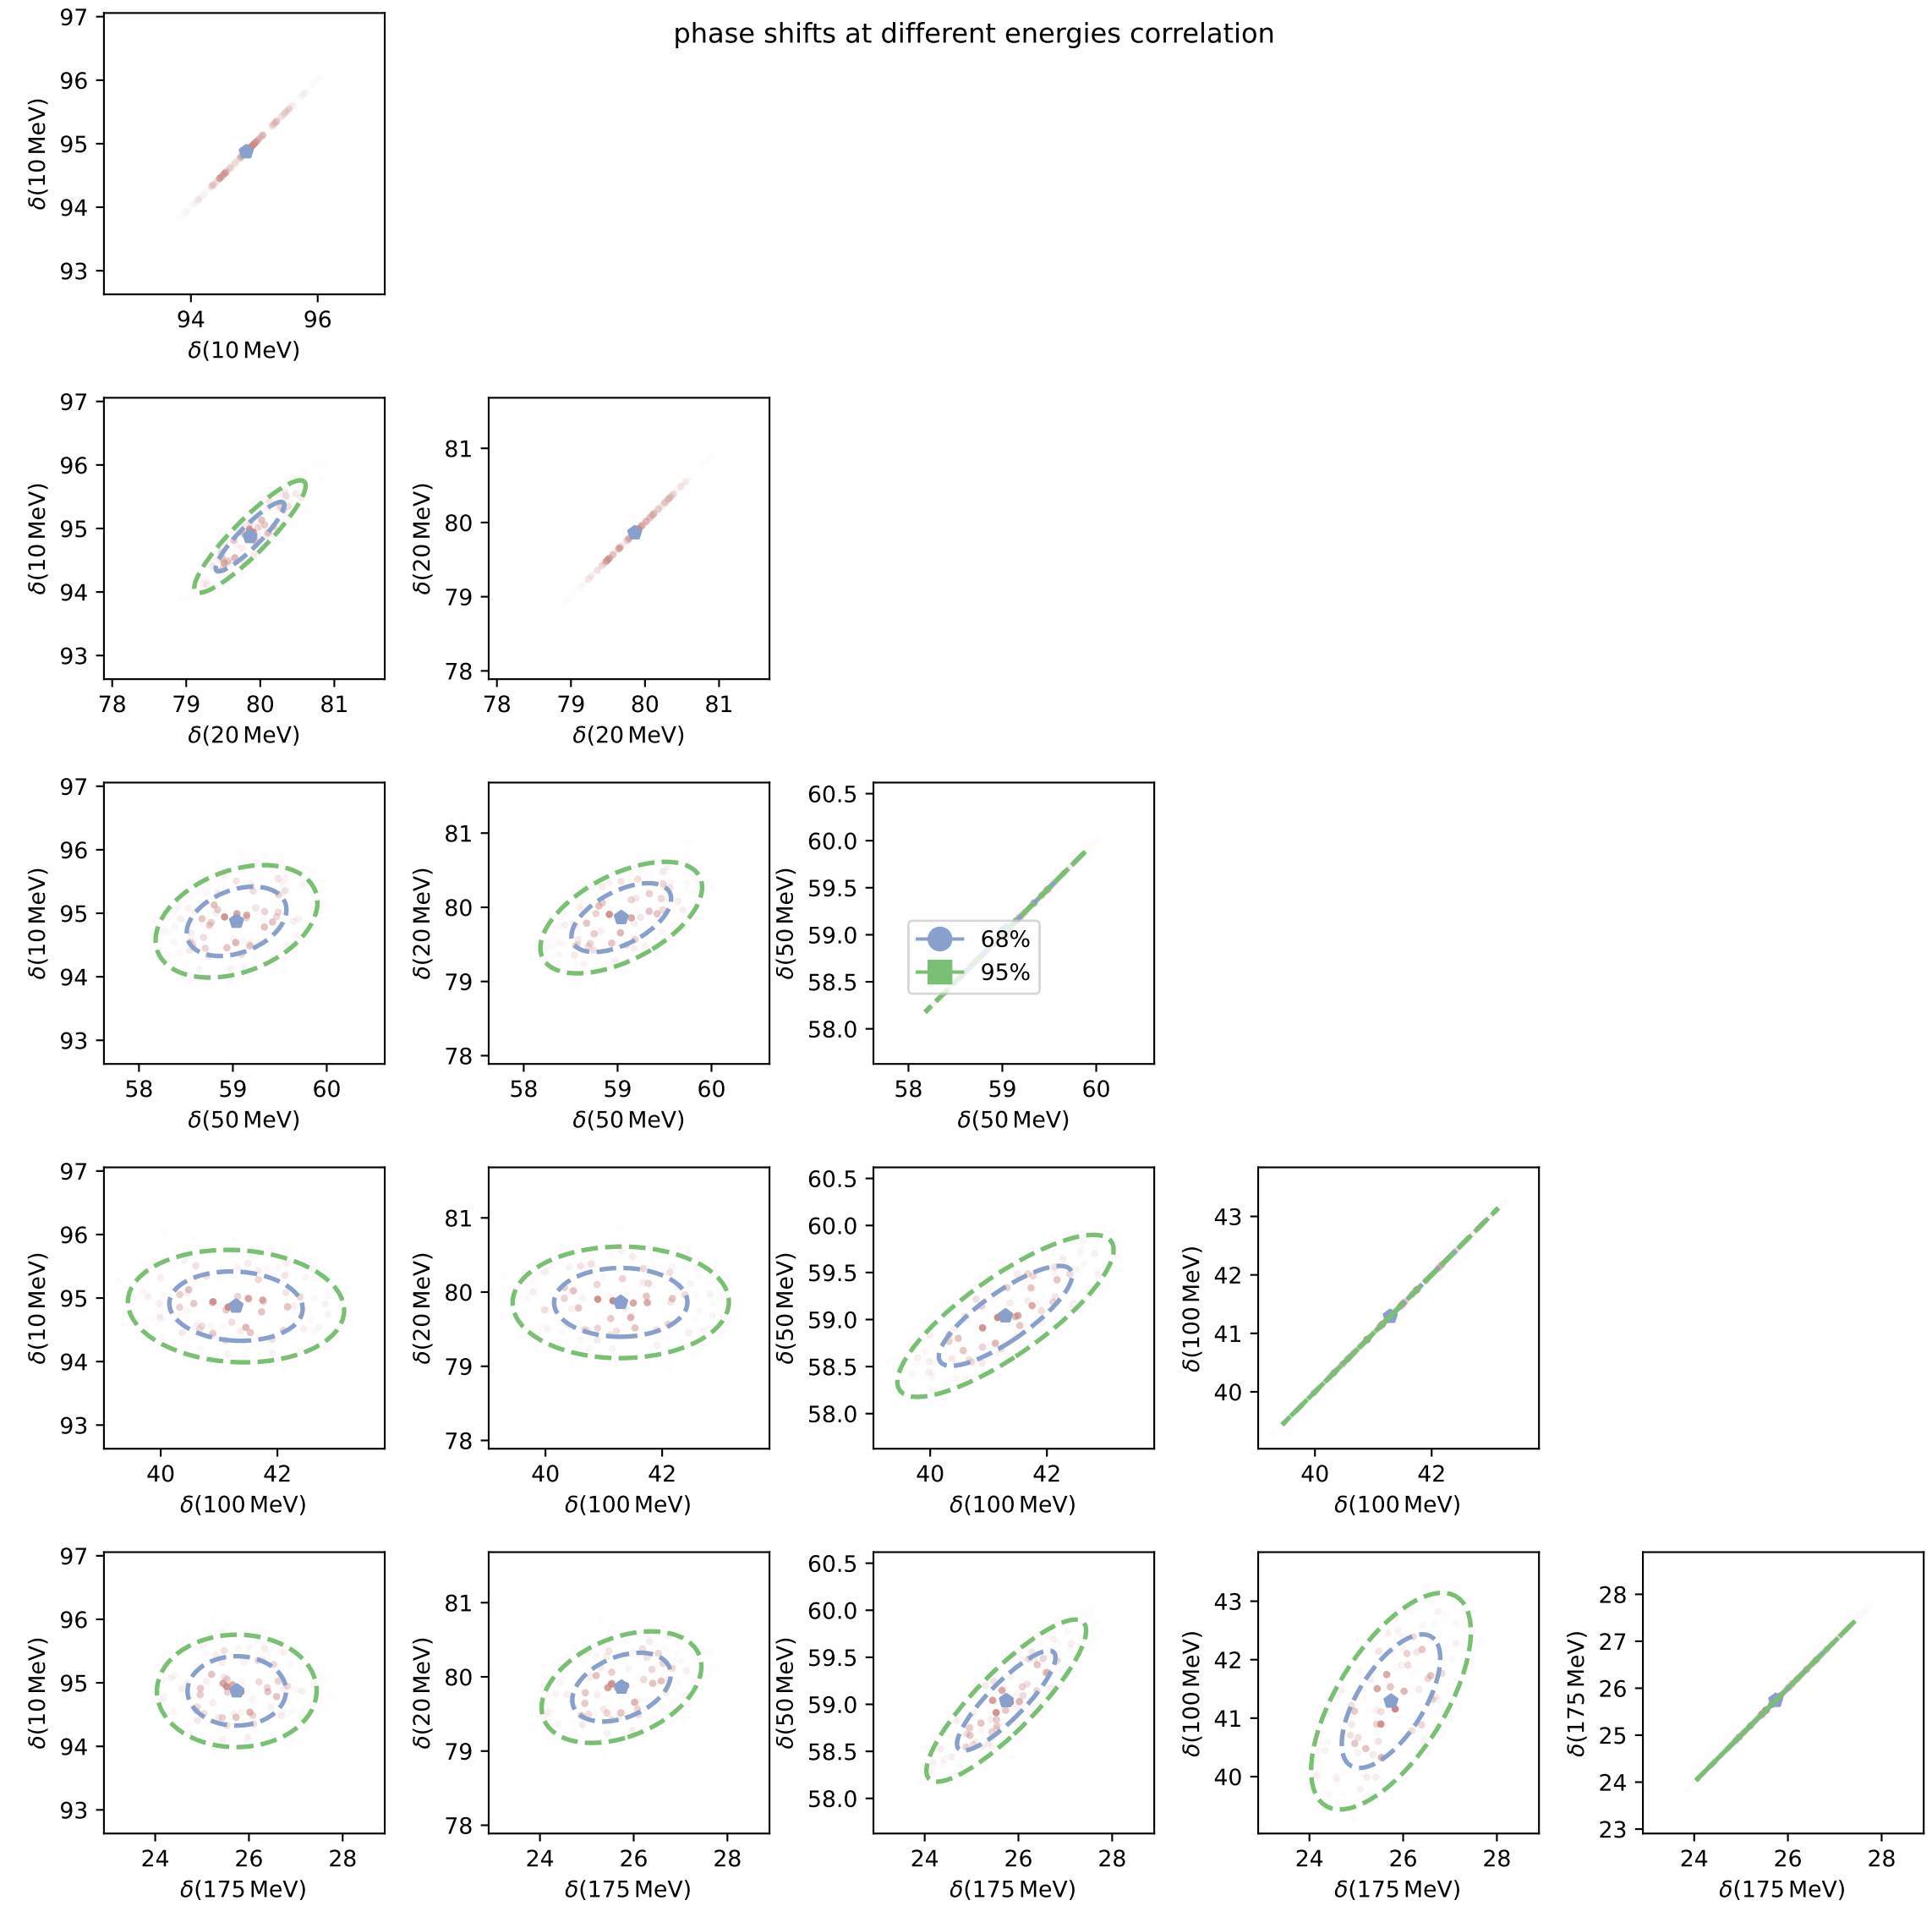 phase shifts at different energies correlation
97
96
95
94
93
δ(10 MeV)
94 96
δ(10 MeV)
97
96
95
94
93
δ(10 MeV)
78 79 80 81
δ(20 MeV)
81
80
79
78
δ(20 MeV)
78 79 80 81
δ(20 MeV)
97
96
95
94
93
δ(10 MeV)
58 59 60
δ(50 MeV)
81
80
79
78
δ(20 MeV)
58 59 60
δ(50 MeV)
60.5
60.0
59.5
59.0
58.5
58.0
δ(50 MeV)
68%
95%
58 59 60
δ(50 MeV)
97
96
95
94
93
δ(10 MeV)
40 42
δ(100 MeV)
81
80
79
78
δ(20 MeV)
40 42
δ(100 MeV)
60.5
60.0
59.5
59.0
58.5
58.0
δ(50 MeV)
40 42
δ(100 MeV)
43
42
41
40
δ(100 MeV)
40 42
δ(100 MeV)
97
96
95
94
93
δ(10 MeV)
24 26 28
δ(175 MeV)
81
80
79
78
δ(20 MeV)
24 26 28
δ(175 MeV)
60.5
60.0
59.5
59.0
58.5
58.0
δ(50 MeV)
24 26 28
δ(175 MeV)
43
42
41
40
δ(100 MeV)
24 26 28
δ(175 MeV)
28
27
26
25
24
23
δ(175 MeV)
24 26 28
δ(175 MeV)